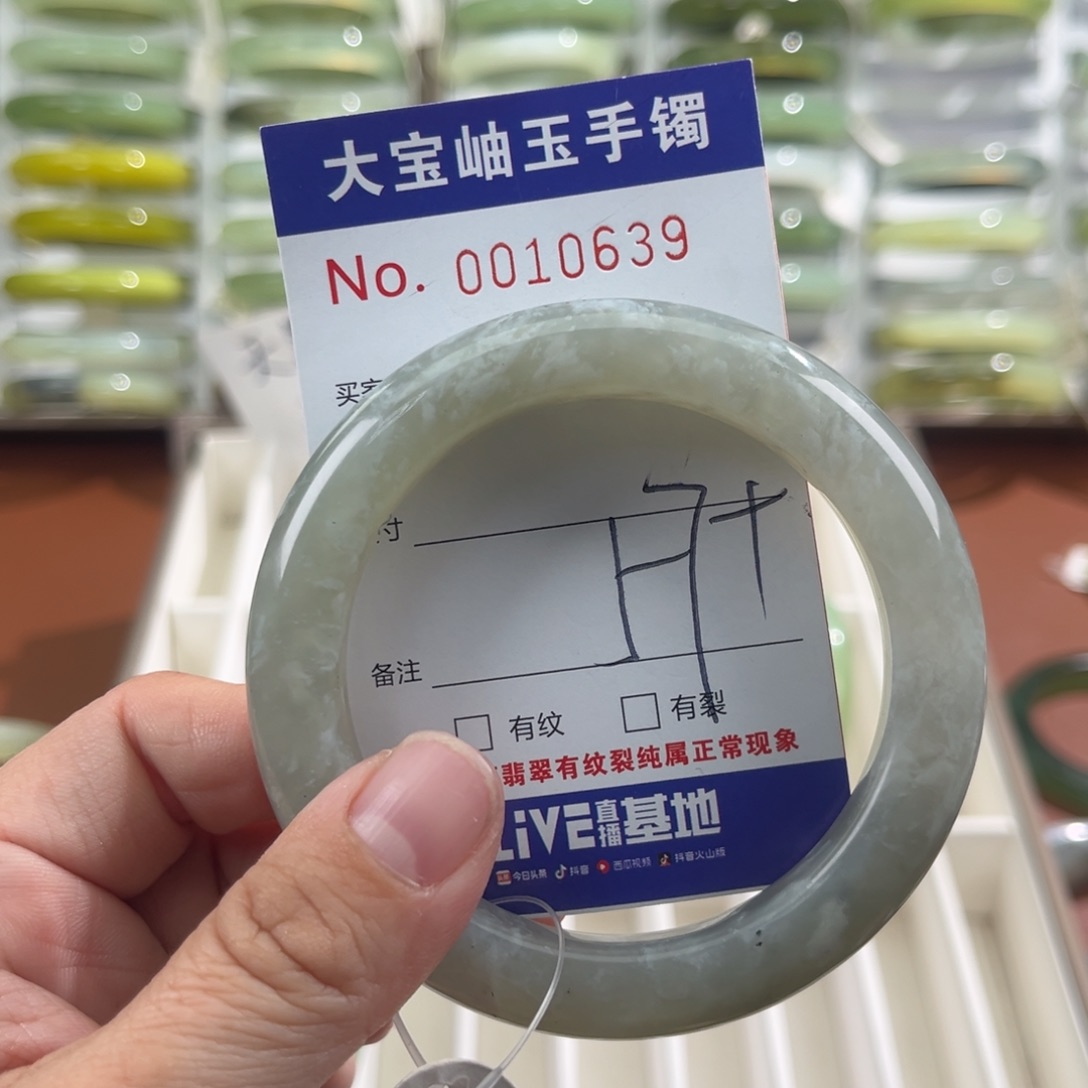 大宝岫玉手镯
No. 0010639
买家
寸
备注
有纹 有裂
翡翠有纹裂纯属正常现象
LiVE直播基地
今日头条 抖音 西瓜视频 抖音火山版